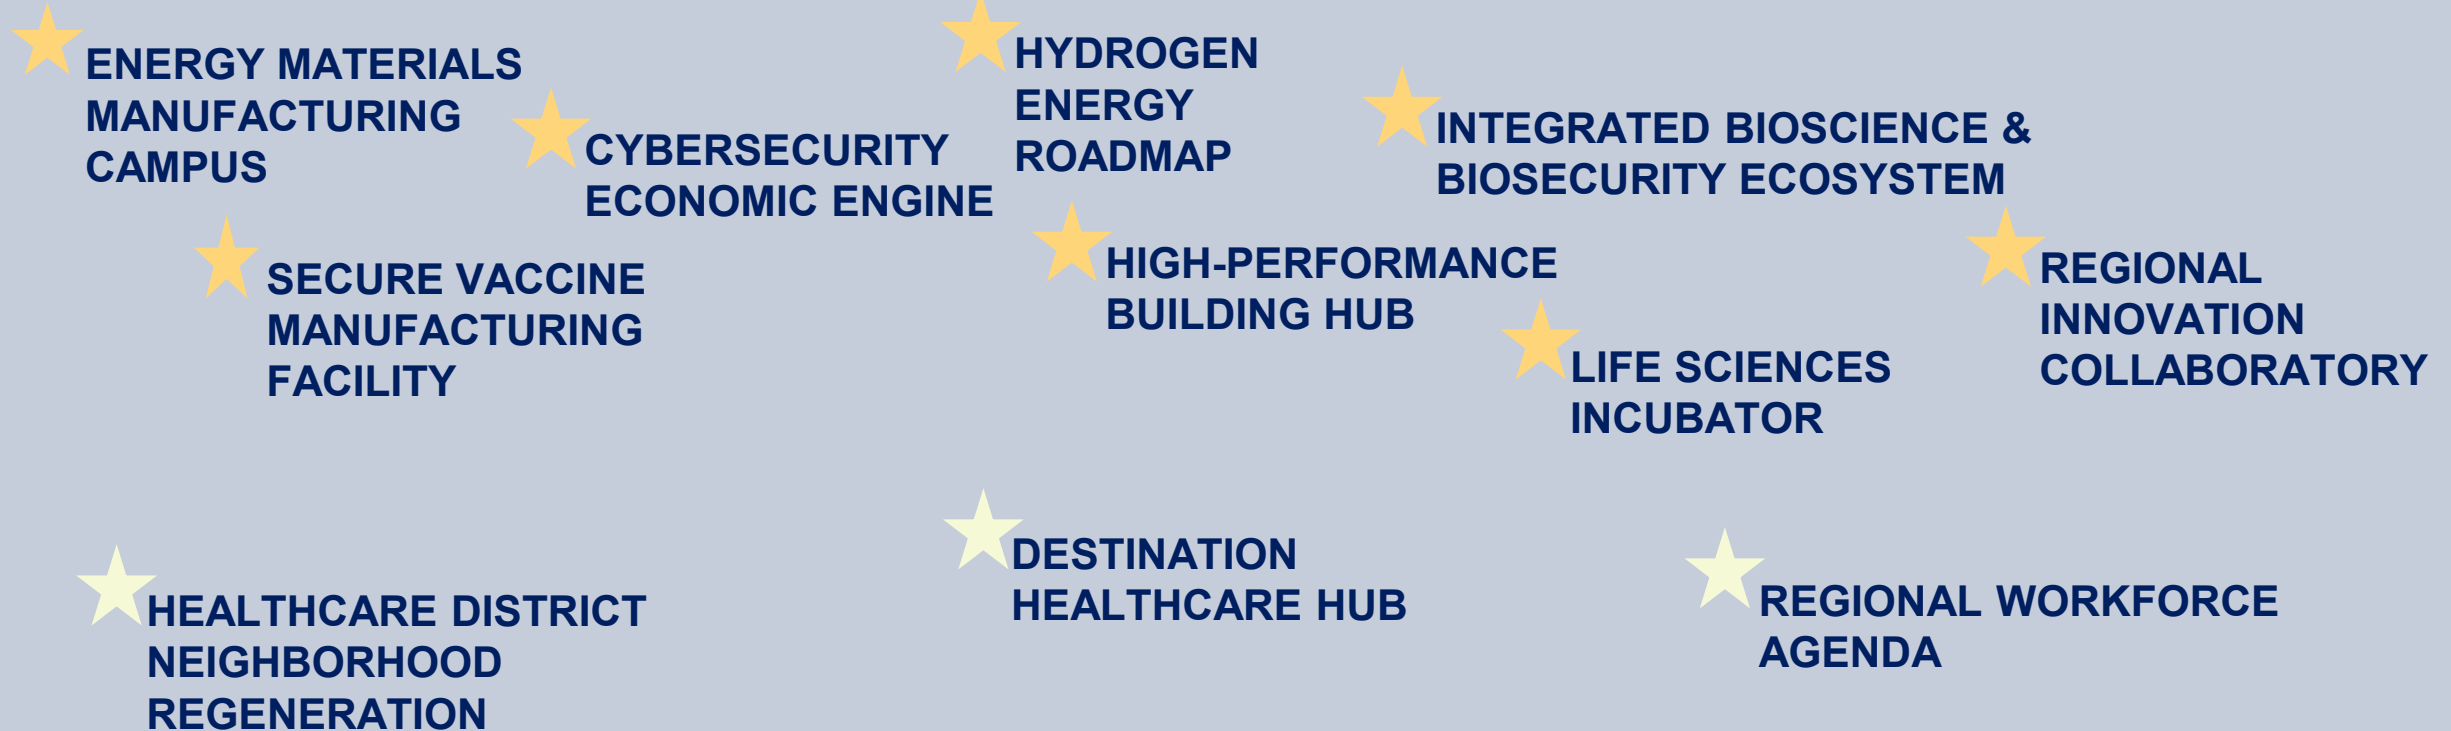 ENERGY MATERIALS
MANUFACTURING
CAMPUS
CYBERSECURITY
ECONOMIC ENGINE
HYDROGEN
ENERGY
ROADMAP
INTEGRATED BIOSCIENCE &
BIOSECURITY ECOSYSTEM
SECURE VACCINE
MANUFACTURING
FACILITY
HIGH-PERFORMANCE
BUILDING HUB
LIFE SCIENCES
INCUBATOR
REGIONAL
INNOVATION
COLLABORATORY
HEALTHCARE DISTRICT
NEIGHBORHOOD
REGENERATION
DESTINATION
HEALTHCARE HUB
REGIONAL WORKFORCE
AGENDA